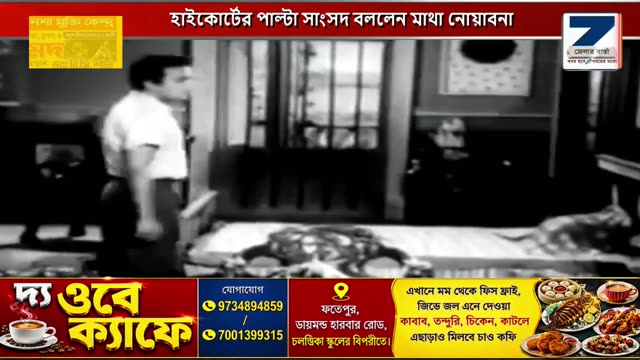 হাইকোর্টের পাল্টা সাংসদ বললেন মাথা নোয়াবনা
নেশা মুক্তি কেন্দ্র
7
জেলার বার্তা
দ্য ওবে
ক্যাফে
যোগাযোগ
9734894859
/
7001399315
ফতেপুর,
ডায়মন্ড হারবার রোড,
চলন্তিকা স্কুলের বিপরীতে।
এখানে মম থেকে ফিস ফ্রাই,
জিতে জল এনে দেওয়া
কাবাব, তন্দুরি, চিকেন, কাটলে
এছাড়াও মিলবে চাও কফি